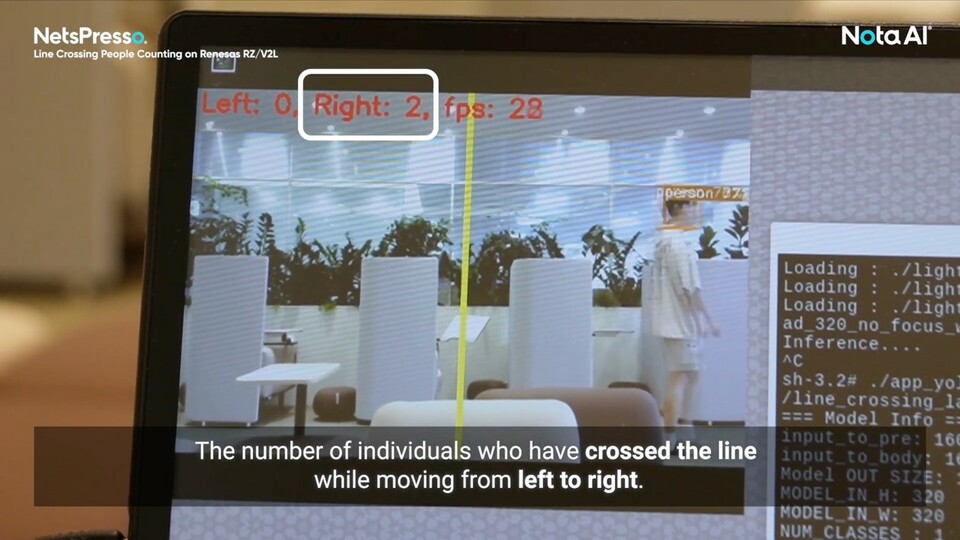 NetsPresso.
Line Crossing People Counting on Renesas RZ/V2L
Nota AI
Left: 0, Right: 2, fps: 28
The number of individuals who have crossed the line
while moving from left to right.
Loading : ./light
Loading : ./light
Loading : ./light
ad_320_no_focus_w
Inference....
^C
sh-3.2# ./app_yol
/line_crossing_la
=== Model Info ==
input_to_pre: 160
input_to_body: 16
Model OUT SIZE: 1
MODEL_IN_H: 320
MODEL_IN_W: 320
NUM_CLASSES : 1